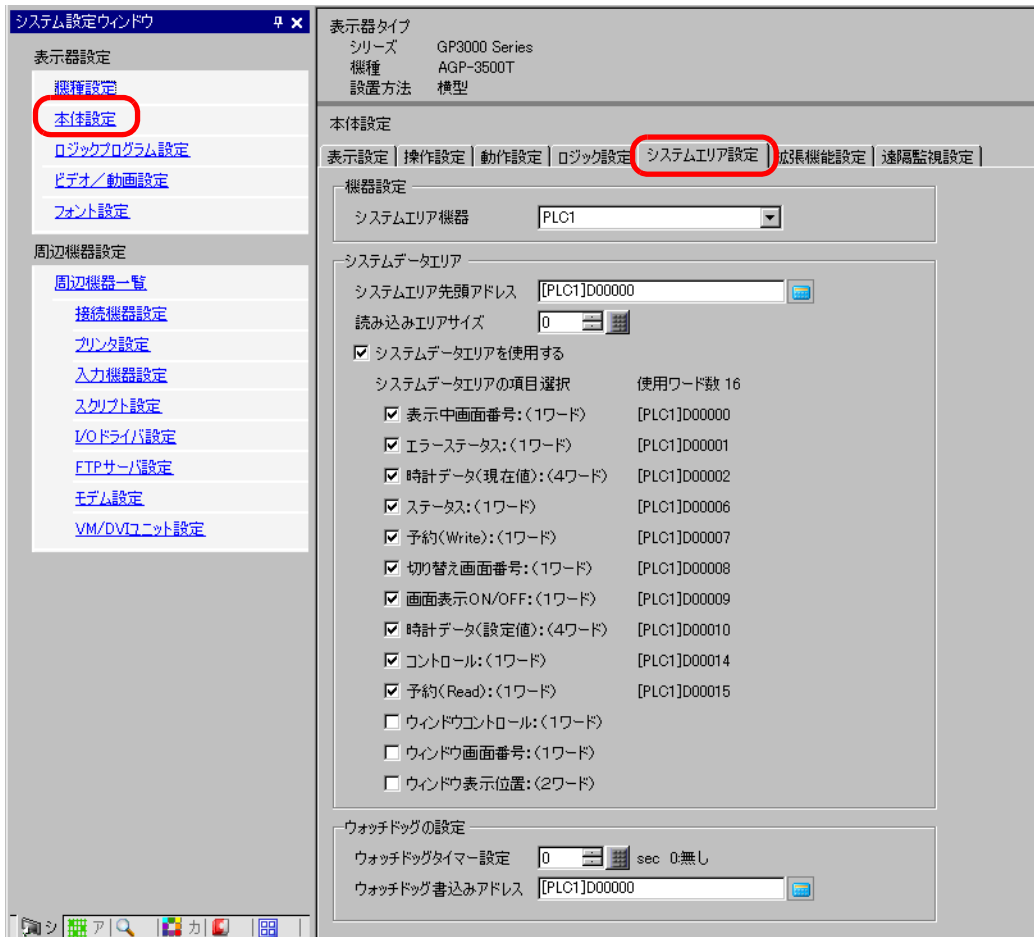 システム設定ウィンドウ
表示器設定
機種設定
本体設定
ロジックプログラム設定
ビデオ／動画設定
フォント設定
周辺機器設定
周辺機器一覧
接続機器設定
プリンタ設定
入力機器設定
スクリプト設定
I/Oドライバ設定
FTPサーバ設定
モデム設定
VM/DVIユニット設定
シ ア カ
表示器タイプ
シリーズ GP3000 Series
機種 AGP-3500T
設置方法 横型
本体設定
表示設定 操作設定 動作設定 ロジック設定 システムエリア設定 拡張機能設定 遠隔監視設定
機器設定
システムエリア機器 PLC1
システムデータエリア
システムエリア先頭アドレス [PLC1]D00000
読み込みエリアサイズ 0
システムデータエリアを使用する
システムデータエリアの項目選択 使用ワード数 16
表示中画面番号:(1ワード) [PLC1]D00000
エラーステータス:(1ワード) [PLC1]D00001
時計データ(現在値):(4ワード) [PLC1]D00002
ステータス:(1ワード) [PLC1]D00006
予約(Write):(1ワード) [PLC1]D00007
切り替え画面番号:(1ワード) [PLC1]D00008
画面表示ON/OFF:(1ワード) [PLC1]D00009
時計データ(設定値):(4ワード) [PLC1]D00010
コントロール:(1ワード) [PLC1]D00014
予約(Read):(1ワード) [PLC1]D00015
ウィンドウコントロール:(1ワード)
ウィンドウ画面番号:(1ワード)
ウィンドウ表示位置:(2ワード)
ウォッチドッグの設定
ウォッチドッグタイマー設定 0 sec 0:無し
ウォッチドッグ書込みアドレス [PLC1]D00000